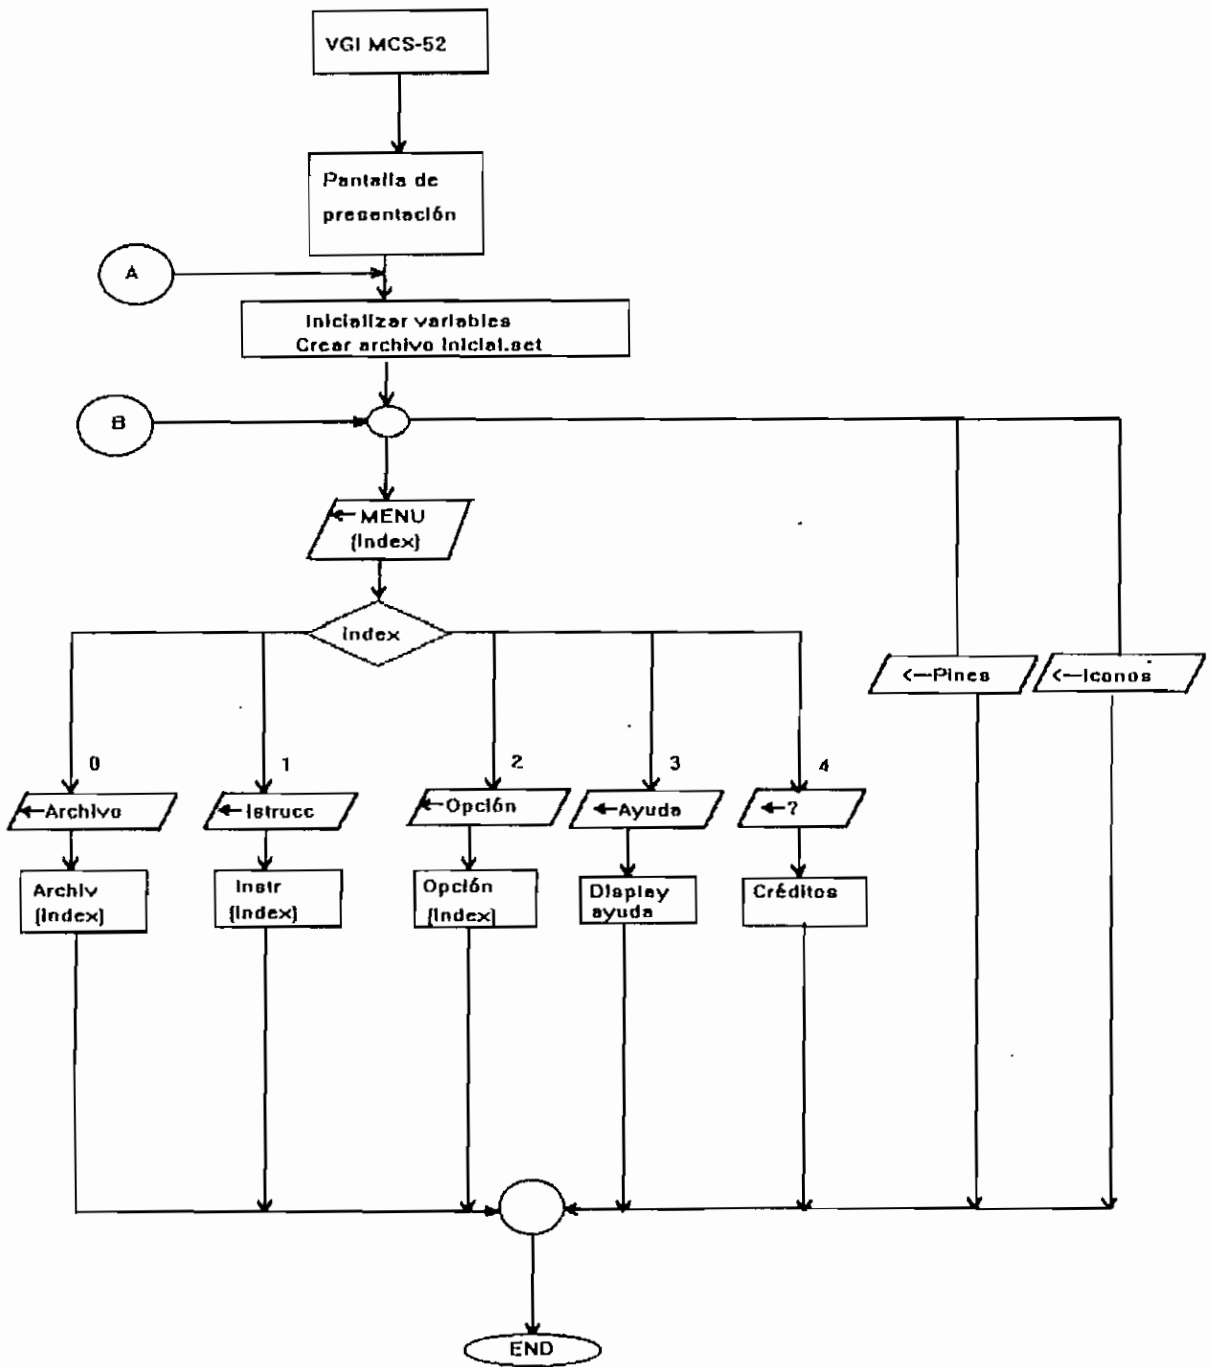 VGI MCS-52
Pantalla de
presentación
A
Inicializar variables
Crear archivo Inicial.set
B
← MENU
(Index)
Index
<—Pines
<—Iconos
0
1
2
3
4
←Archivo
←Istrucc
←Opción
←Ayuda
←?
Archiv
(Index)
Instr
(Index)
Opción
(Index)
Display
ayuda
Créditos
END